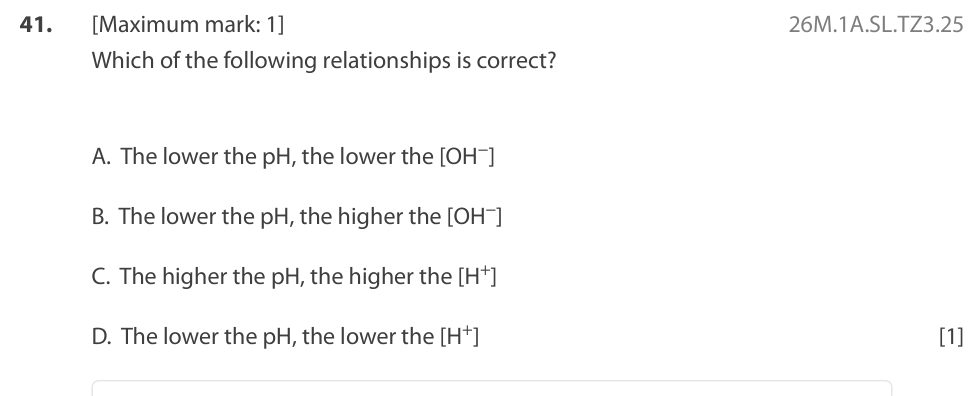 41. [Maximum mark: 1] 26M.1A.SL.TZ3.25
Which of the following relationships is correct?
A. The lower the pH, the lower the [OH⁻]
B. The lower the pH, the higher the [OH⁻]
C. The higher the pH, the higher the [H⁺]
D. The lower the pH, the lower the [H⁺] [1]